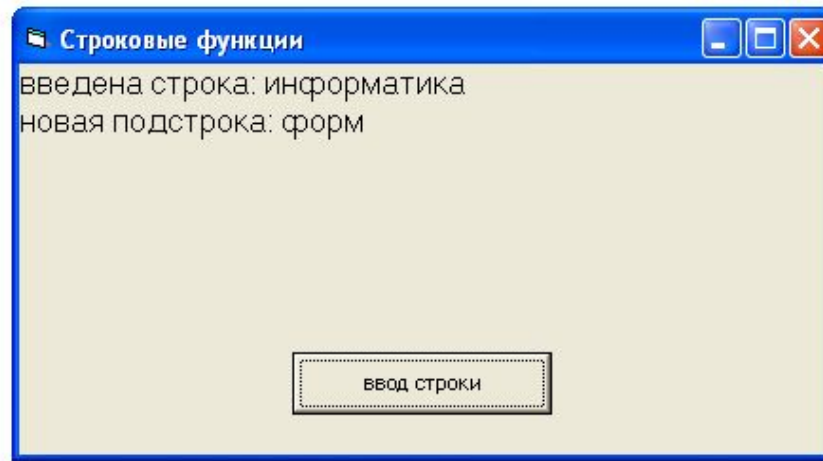 Строковые функции
введена строка: информатика
новая подстрока: форм
ввод строки